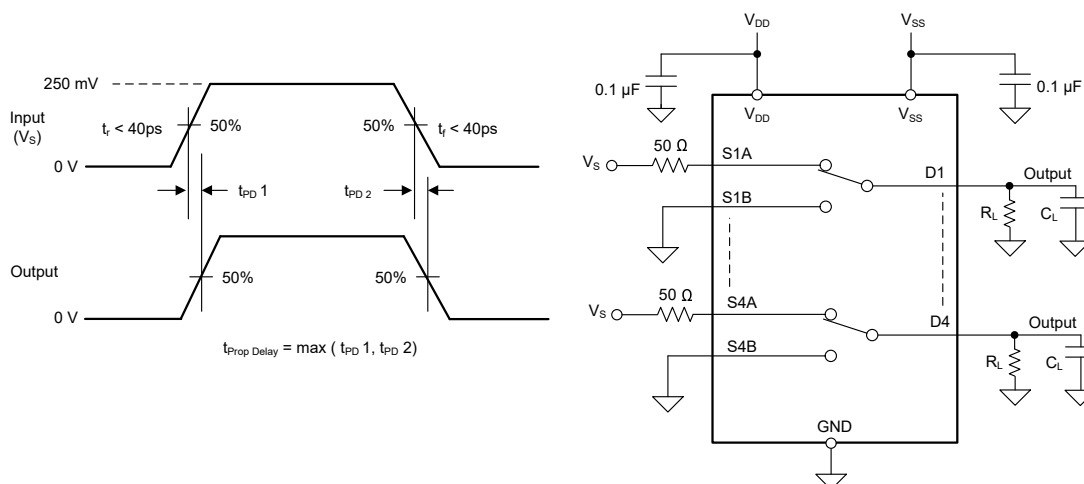 250 mV
Input
(VS)
tr < 40ps
50%
50%
tf < 40ps
0 V
tPD 1
tPD 2
Output
50%
50%
0 V
tProp Delay = max ( tPD 1, tPD 2)
VDD
VSS
0.1 µF
0.1 µF
VDD
VSS
VS
50 Ω
S1A
D1
Output
S1B
RL
CL
VS
50 Ω
S4A
D4
Output
S4B
RL
CL
GND